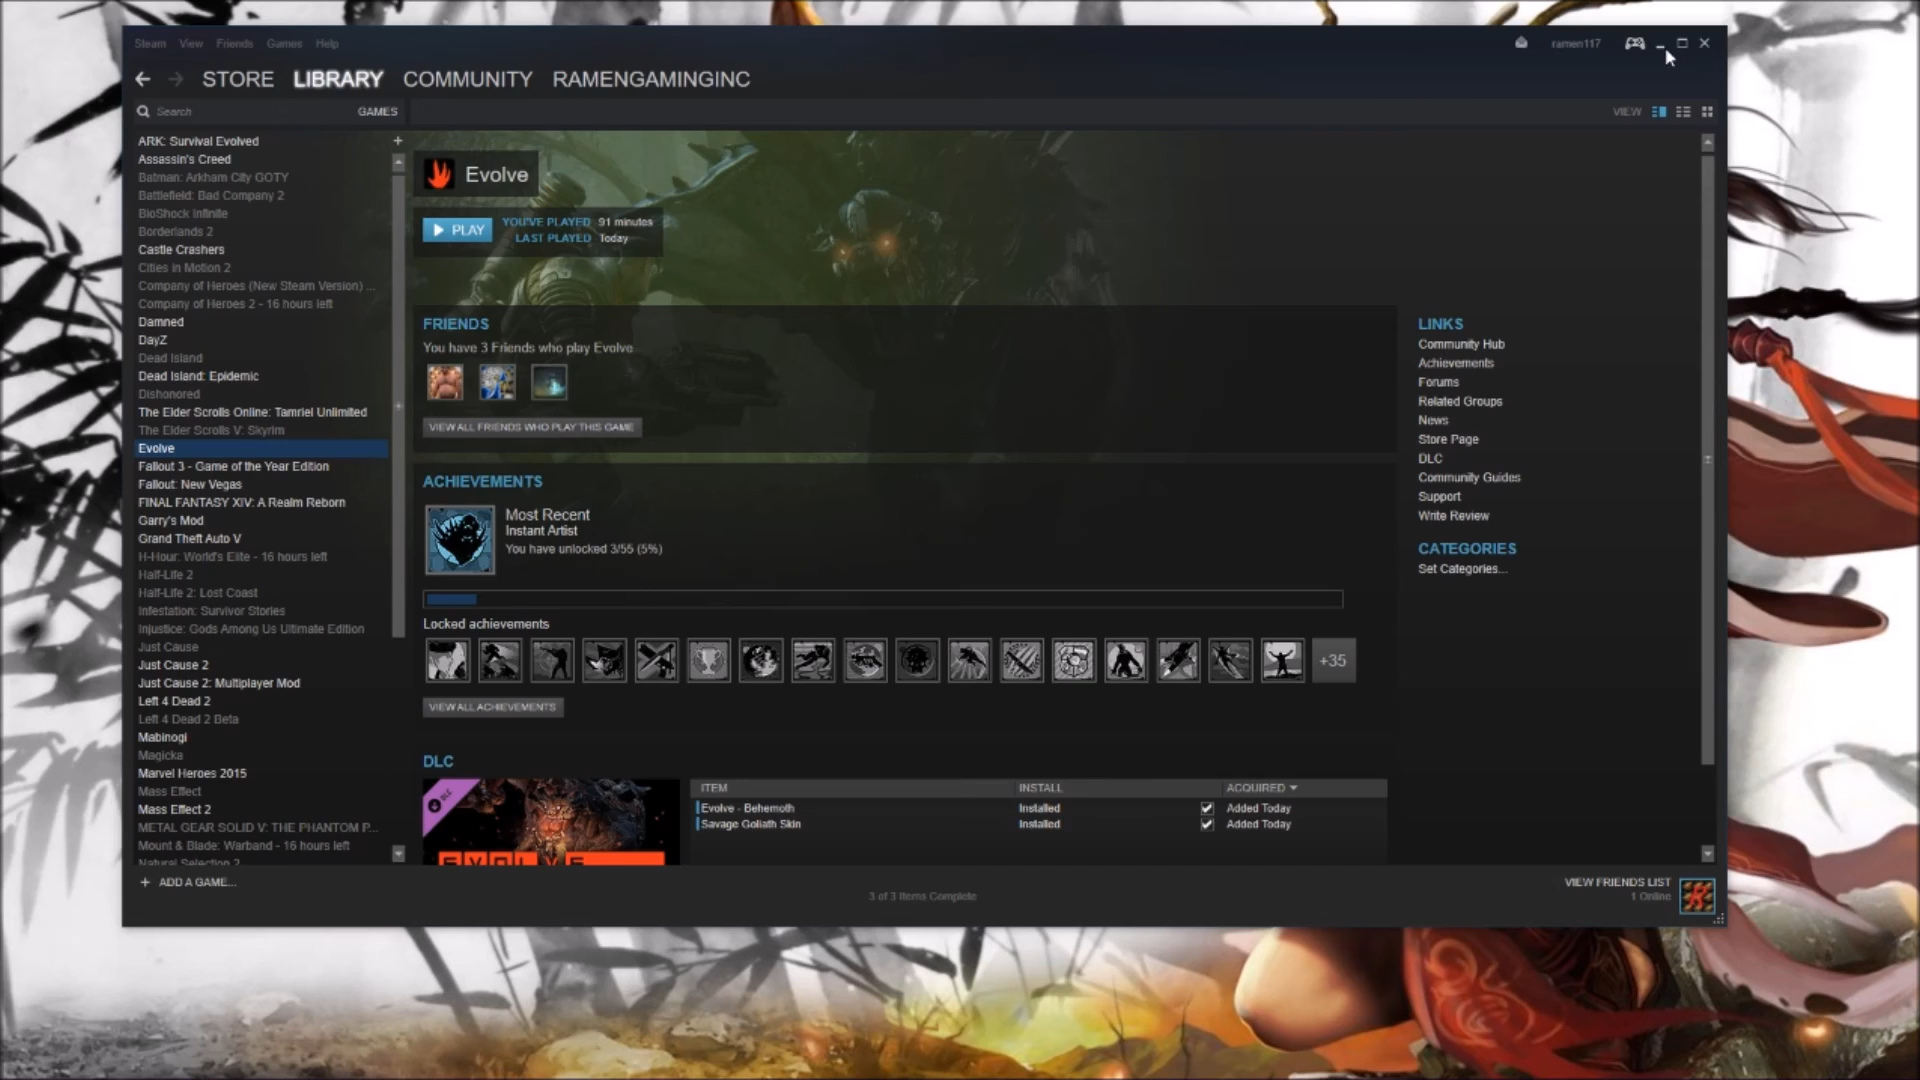 Steam View Friends Games Help
ramen117
STORE LIBRARY COMMUNITY RAMENGAMINGINC
Search GAMES
VIEW
ARK: Survival Evolved
Assassin's Creed
Batman: Arkham City GOTY
Battlefield: Bad Company 2
BioShock Infinite
Borderlands 2
Castle Crashers
Cities in Motion 2
Company of Heroes (New Steam Version) ...
Company of Heroes 2 - 16 hours left
Damned
DayZ
Dead Island
Dead Island: Epidemic
Dishonored
The Elder Scrolls Online: Tamriel Unlimited
The Elder Scrolls V: Skyrim
Evolve
Fallout 3 - Game of the Year Edition
Fallout: New Vegas
FINAL FANTASY XIV: A Realm Reborn
Garry's Mod
Grand Theft Auto V
H-Hour: World's Elite - 16 hours left
Half-Life 2
Half-Life 2: Lost Coast
Infestation: Survivor Stories
Injustice: Gods Among Us Ultimate Edition
Just Cause
Just Cause 2
Just Cause 2: Multiplayer Mod
Left 4 Dead 2
Left 4 Dead 2 Beta
Mabinogi
Magicka
Marvel Heroes 2015
Mass Effect
Mass Effect 2
METAL GEAR SOLID V: THE PHANTOM P...
Mount & Blade: Warband - 16 hours left
Natural Selection 2
+ ADD A GAME...
Evolve
PLAY
YOU'VE PLAYED 91 minutes
LAST PLAYED Today
FRIENDS
You have 3 Friends who play Evolve
VIEW ALL FRIENDS WHO PLAY THIS GAME
ACHIEVEMENTS
Most Recent
Instant Artist
You have unlocked 3/55 (5%)
Locked achievements
+35
VIEW ALL ACHIEVEMENTS
DLC
DLC
EVOLVE
ITEM INSTALL ACQUIRED
Evolve - Behemoth Installed Added Today
Savage Goliath Skin Installed Added Today
LINKS
Community Hub
Achievements
Forums
Related Groups
News
Store Page
DLC
Community Guides
Support
Write Review
CATEGORIES
Set Categories...
3 of 3 Items Complete
VIEW FRIENDS LIST
1 Online